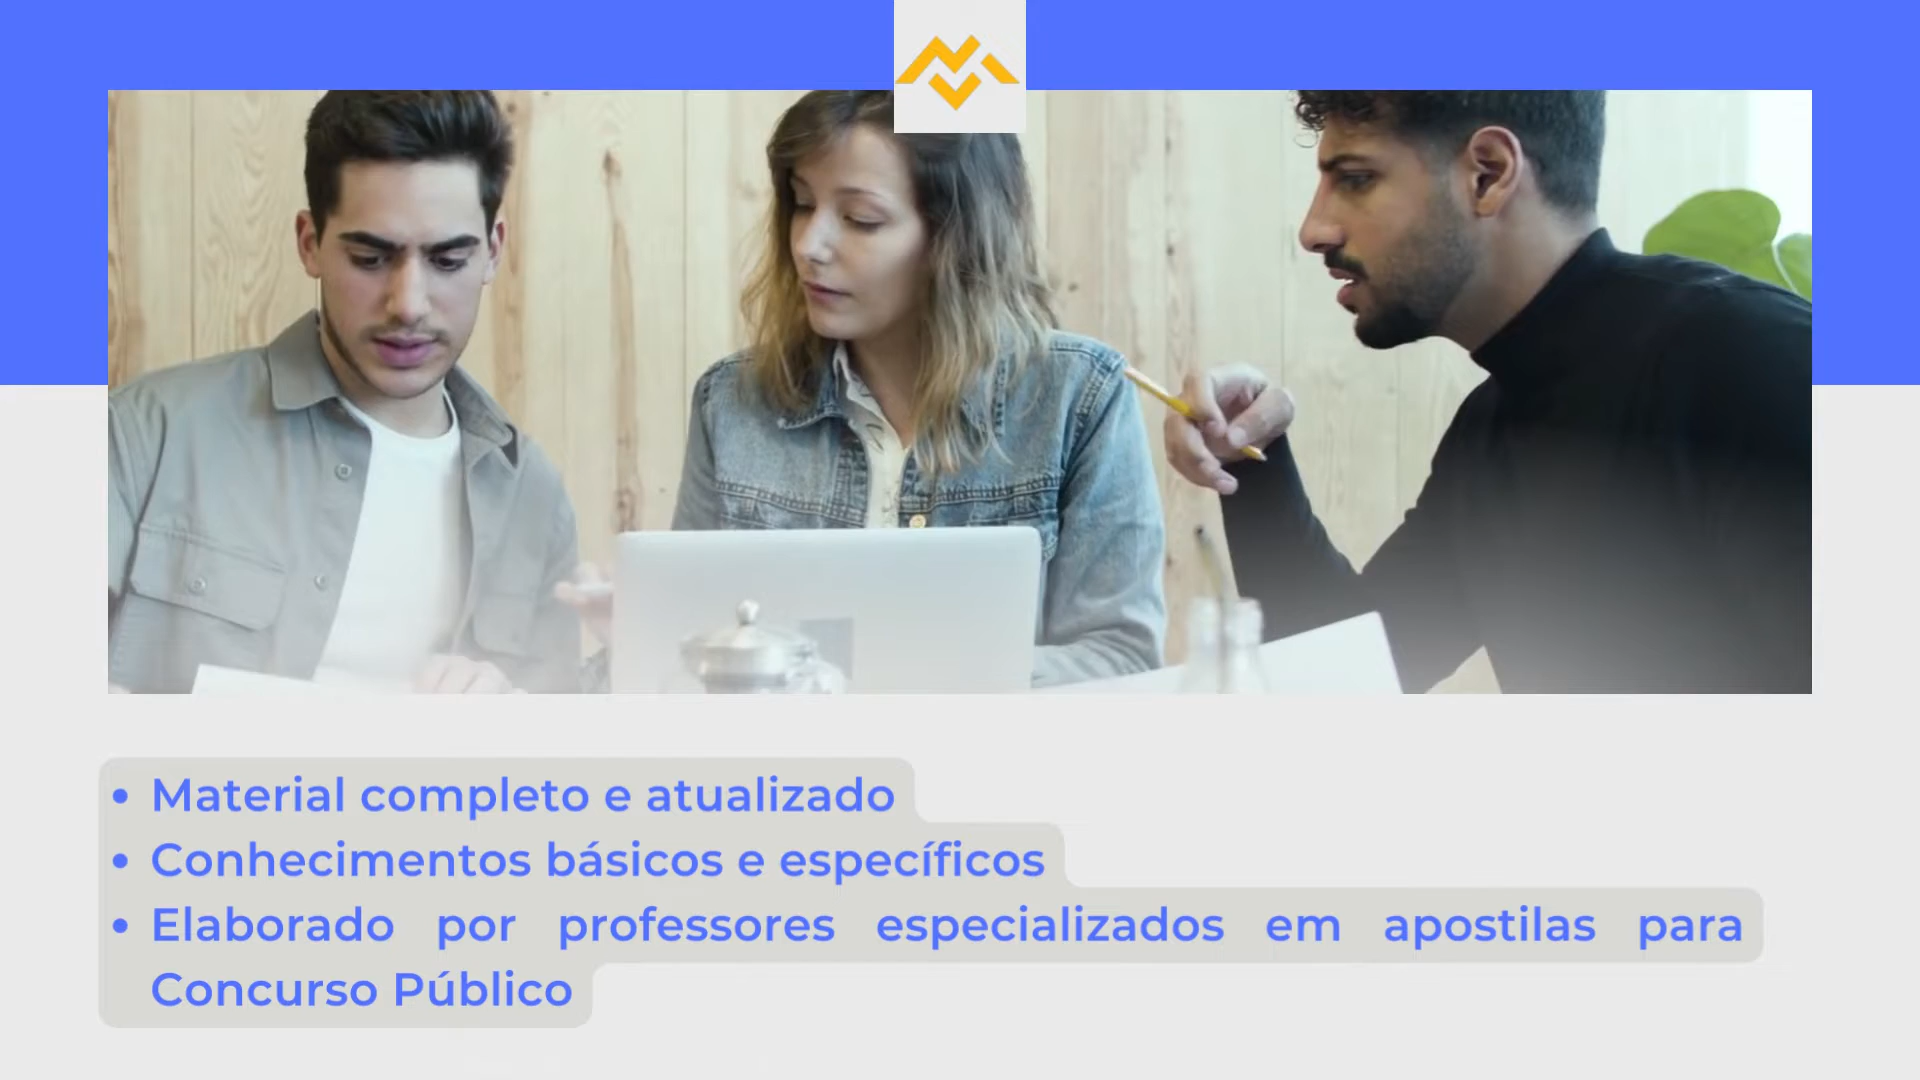 • Material completo e atualizado
• Conhecimentos básicos e específicos
• Elaborado por professores especializados em apostilas para
Concurso Público